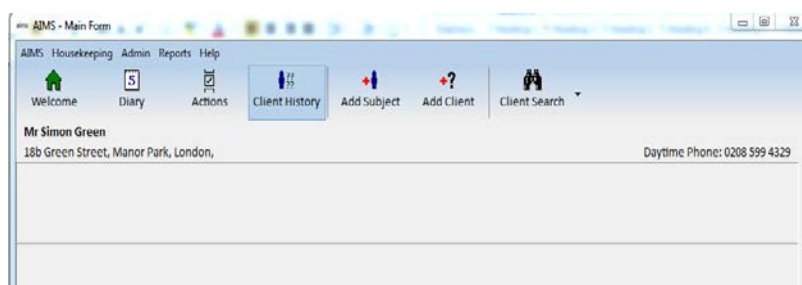 AIMS - Main Form
AIMS Housekeeping Admin Reports Help
5
?? ??
+ +?
Welcome Diary Actions Client History Add Subject Add Client Client Search
Mr Simon Green
18b Green Street, Manor Park, London, Daytime Phone: 0208 599 4329